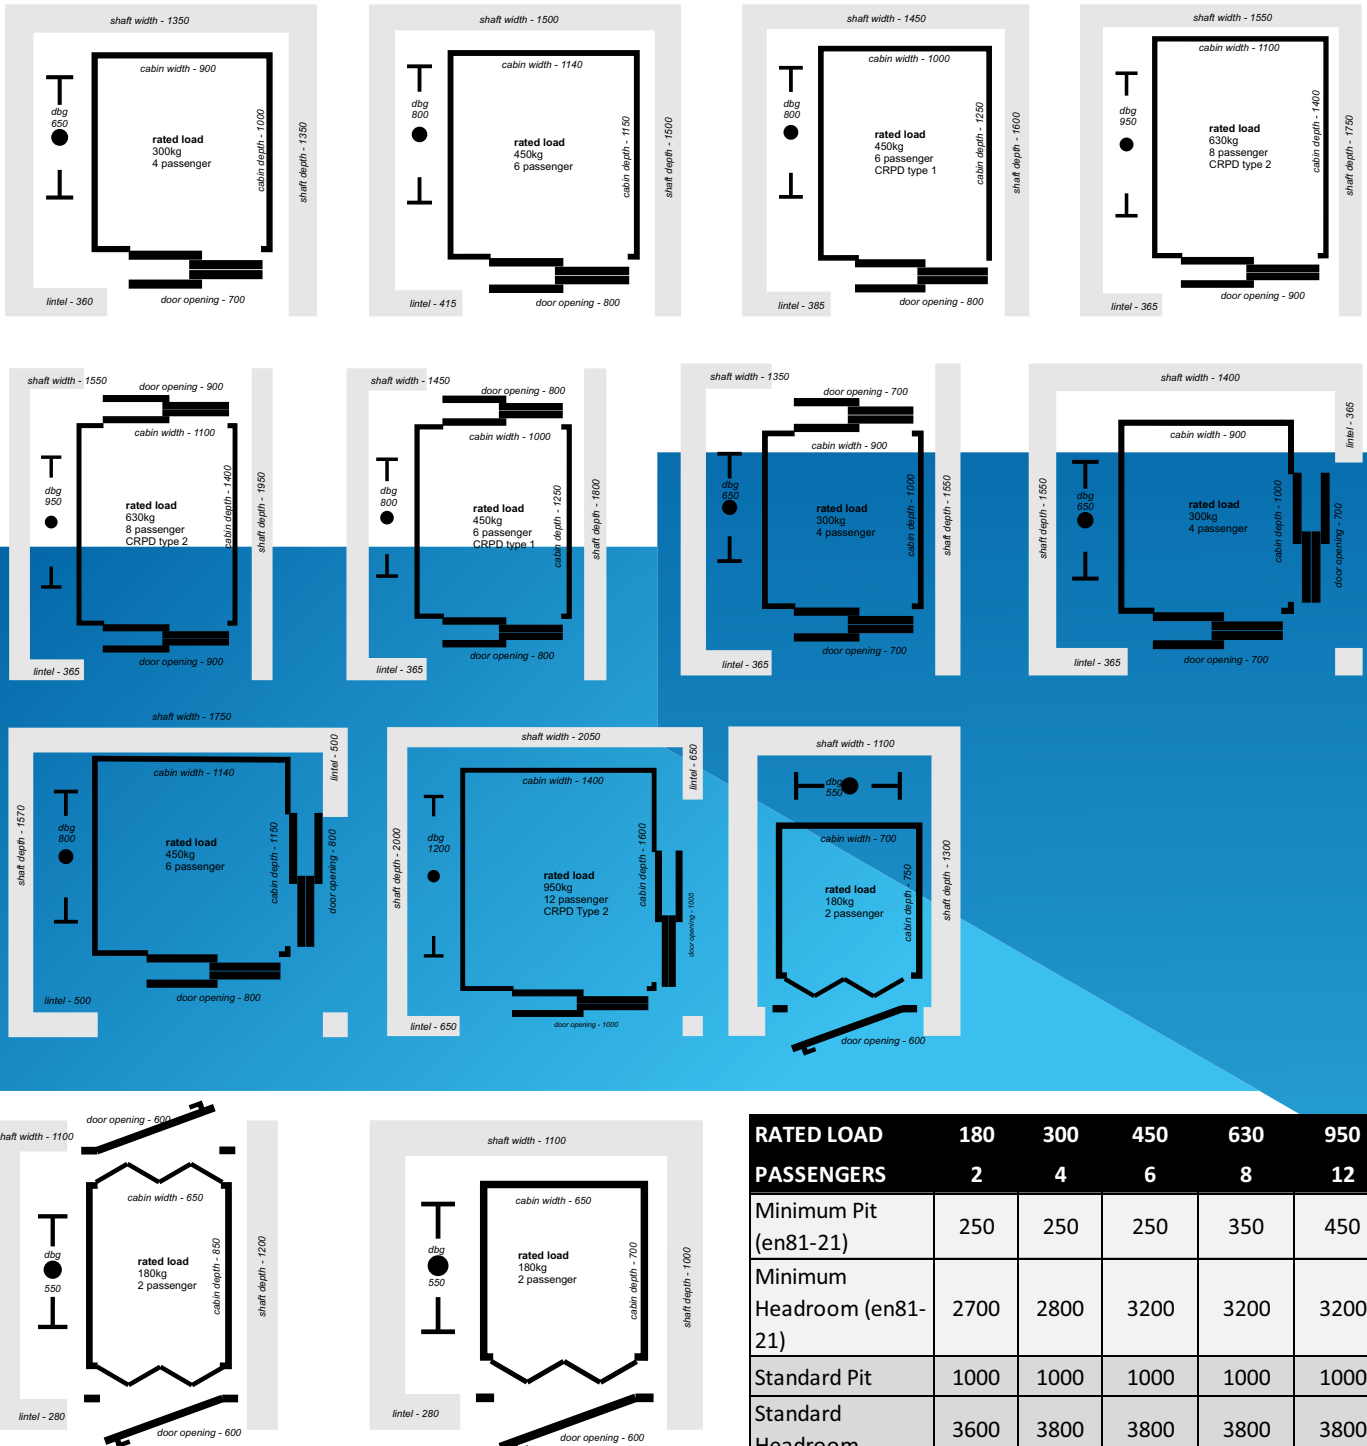 shaft width - 1350
cabin width - 900
dbg
650
rated load
300kg
4 passenger
cabin depth - 1000
shaft depth - 1350
lintel - 360
door opening - 700
shaft width - 1500
cabin width - 1140
dbg
800
rated load
450kg
6 passenger
cabin depth - 1150
shaft depth - 1500
lintel - 415
door opening - 800
shaft width - 1450
cabin width - 1000
dbg
800
rated load
450kg
6 passenger
CRPD type 1
cabin depth - 1250
shaft depth - 1600
lintel - 385
door opening - 800
shaft width - 1550
cabin width - 1100
dbg
950
rated load
630kg
8 passenger
CRPD type 2
cabin depth - 1400
shaft depth - 1750
lintel - 365
door opening - 900
shaft width - 1550
door opening - 900
cabin width - 1100
dbg
950
rated load
630kg
8 passenger
CRPD type 2
cabin depth - 1400
shaft depth - 1950
lintel - 365
door opening - 900
shaft width - 1450
door opening - 800
cabin width - 1000
dbg
800
rated load
450kg
6 passenger
CRPD type 1
cabin depth - 1250
shaft depth - 1800
lintel - 365
door opening - 800
shaft width - 1350
door opening - 700
cabin width - 900
dbg
650
rated load
300kg
4 passenger
cabin depth - 1000
shaft depth - 1550
lintel - 365
door opening - 700
shaft width - 1400
lintel - 365
cabin width - 900
shaft depth - 1550
dbg
650
rated load
300kg
4 passenger
cabin depth - 1000
door opening - 700
lintel - 365
door opening - 700
shaft width - 1750
lintel - 500
cabin width - 1140
shaft depth - 1570
dbg
800
rated load
450kg
6 passenger
cabin depth - 1150
door opening - 800
lintel - 500
door opening - 800
shaft width - 2050
lintel - 650
cabin width - 1400
shaft depth - 2000
dbg
1200
rated load
950kg
12 passenger
CRPD Type 2
cabin depth - 1600
door opening - 1000
lintel - 650
door opening - 1000
shaft width - 1100
dbg
550
cabin width - 700
rated load
180kg
2 passenger
cabin depth - 750
shaft depth - 1300
door opening - 600
door opening - 600
haft width - 1100
cabin width - 650
dbg
550
rated load
180kg
2 passenger
cabin depth - 850
shaft depth - 1200
lintel - 280
door opening - 600
shaft width - 1100
cabin width - 650
dbg
550
rated load
180kg
2 passenger
cabin depth - 700
shaft depth - 1000
lintel - 280
door opening - 600
RATED LOAD 180 300 450 630 950
PASSENGERS 2 4 6 8 12
Minimum Pit
(en81-21) 250 250 250 350 450
Minimum
Headroom (en81- 2700 2800 3200 3200 3200
21)
Standard Pit 1000 1000 1000 1000 1000
Standard
Headroom 3600 3800 3800 3800 3800